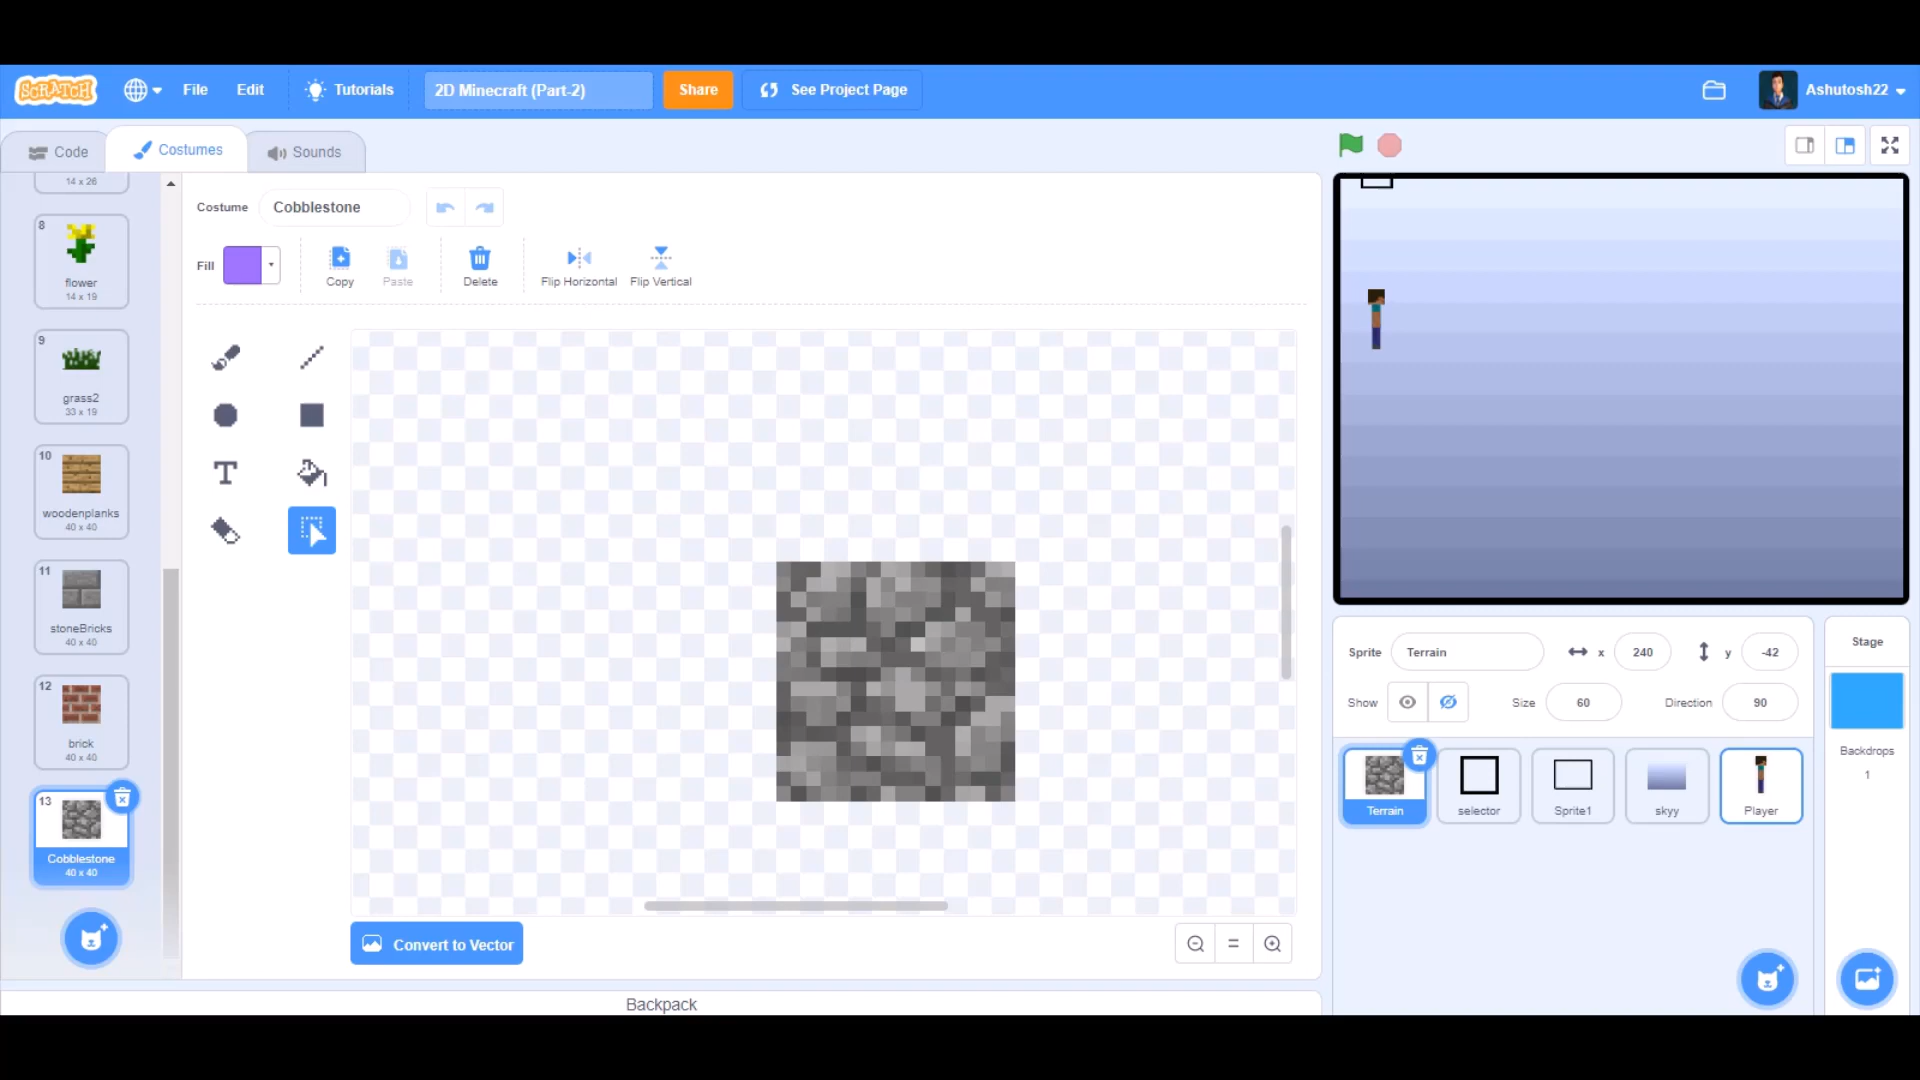 SCRATCH File Edit Tutorials 2D Minecraft (Part-2) Share See Project Page Ashutosh22
Code Costumes Sounds
14 x 26
8
flower
14 x 19
9
grass2
33 x 19
10
woodenplanks
40 x 40
11
stoneBricks
40 x 40
12
brick
40 x 40
13
Cobblestone
40 x 40
Costume Cobblestone
Fill Copy Paste Delete Flip Horizontal Flip Vertical
T
Convert to Vector
Backpack
Sprite Terrain x 240 y -42
Show Size 60 Direction 90
Terrain selector Sprite1 skyy Player
Stage
Backdrops
1